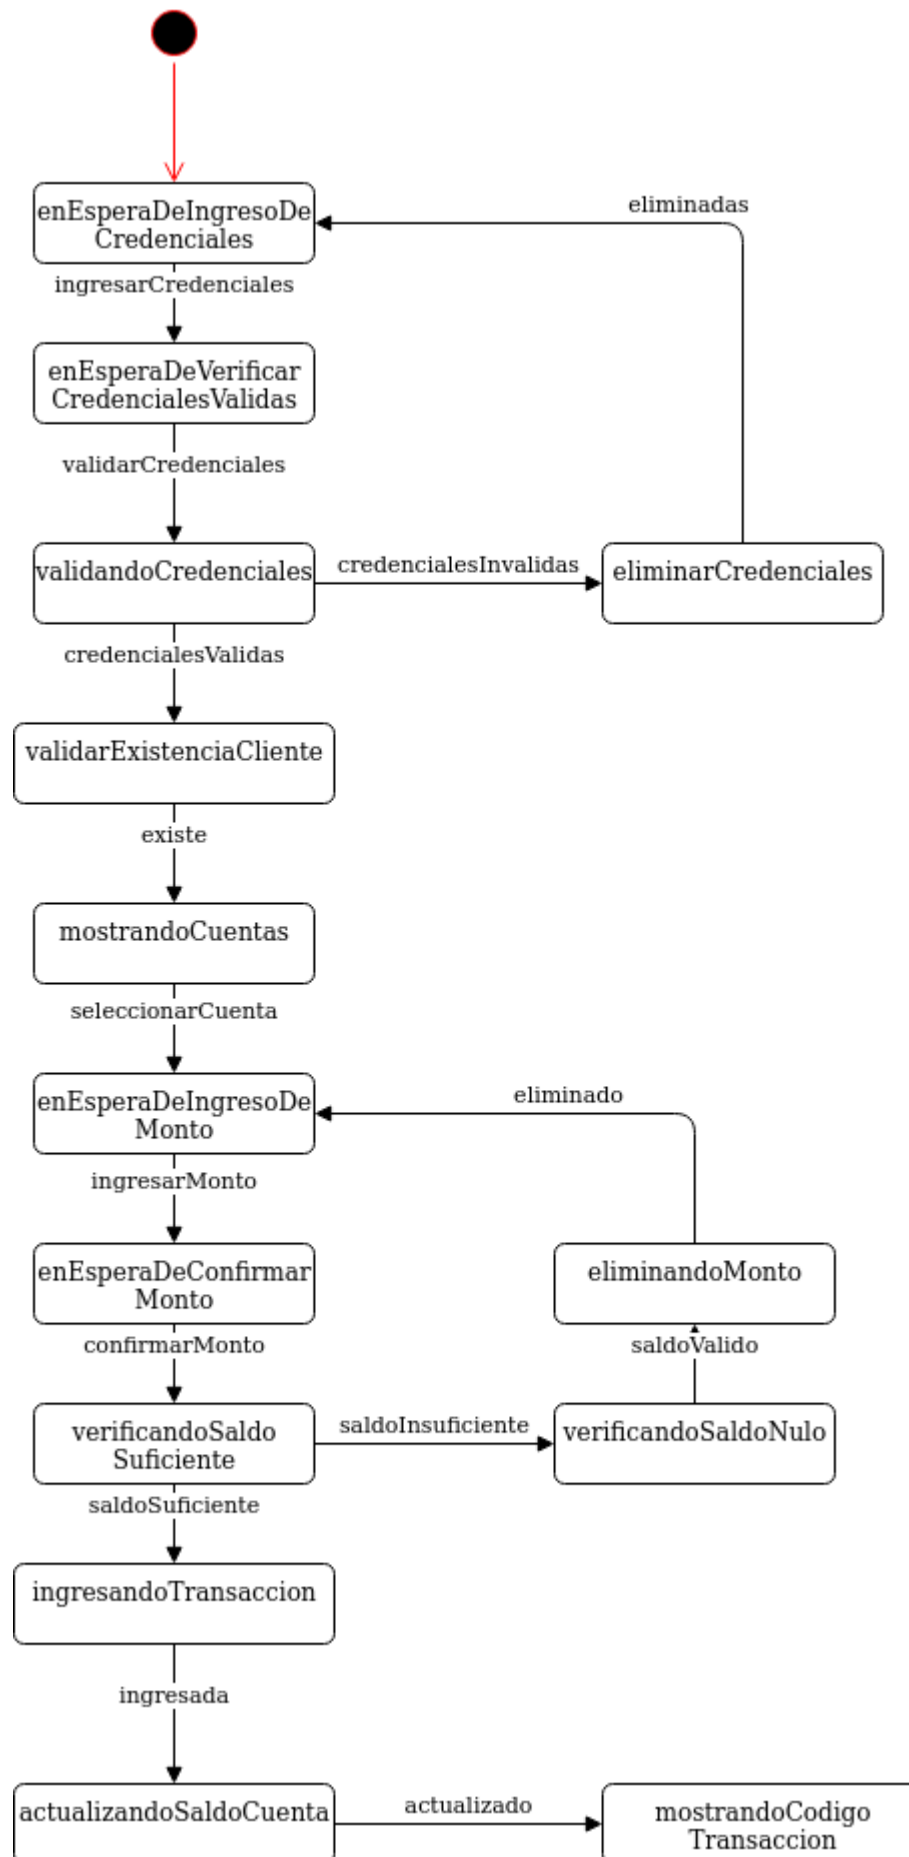 eliminadas
enEsperaDeIngresoDe
Credenciales
ingresarCredenciales
enEsperaDeVerificar
CredencialesValidas
validarCredenciales
validandoCredenciales
credencialesInvalidas
eliminarCredenciales
credencialesValidas
validarExistenciaCliente
existe
mostrandoCuentas
seleccionarCuenta
enEsperaDeIngresoDe
Monto
eliminado
ingresarMonto
enEsperaDeConfirmar
Monto
eliminandoMonto
confirmarMonto
saldoValido
verificandoSaldo
Suficiente
saldoInsuficiente
verificandoSaldoNulo
saldoSuficiente
ingresandoTransaccion
ingresada
actualizandoSaldoCuenta
actualizado
mostrandoCodigo
Transaccion